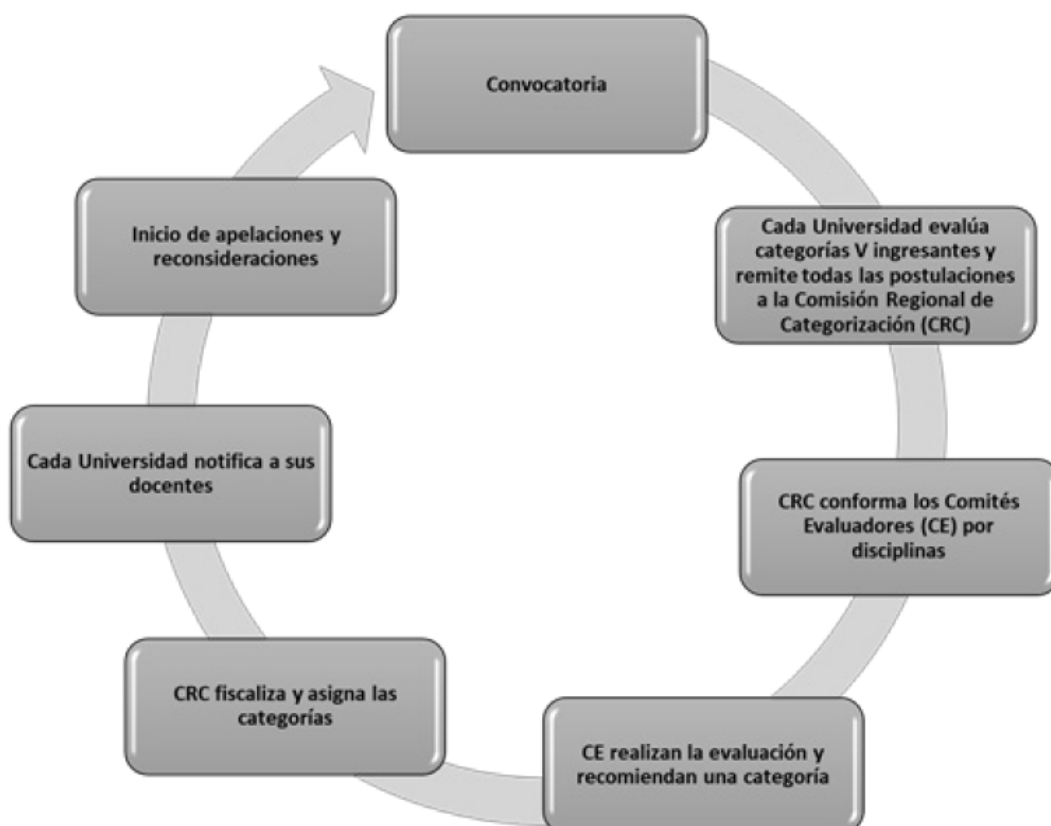 Convocatoria
Cada Universidad evalúa
categorías V ingresantes y
remite todas las postulaciones
a la Comisión Regional de
Categorización (CRC)
CRC conforma los Comités
Evaluadores (CE) por
disciplinas
CE realizan la evaluación y
recomiendan una categoría
CRC fiscaliza y asigna las
categorías
Cada Universidad notifica a sus
docentes
Inicio de apelaciones y
reconsideraciones